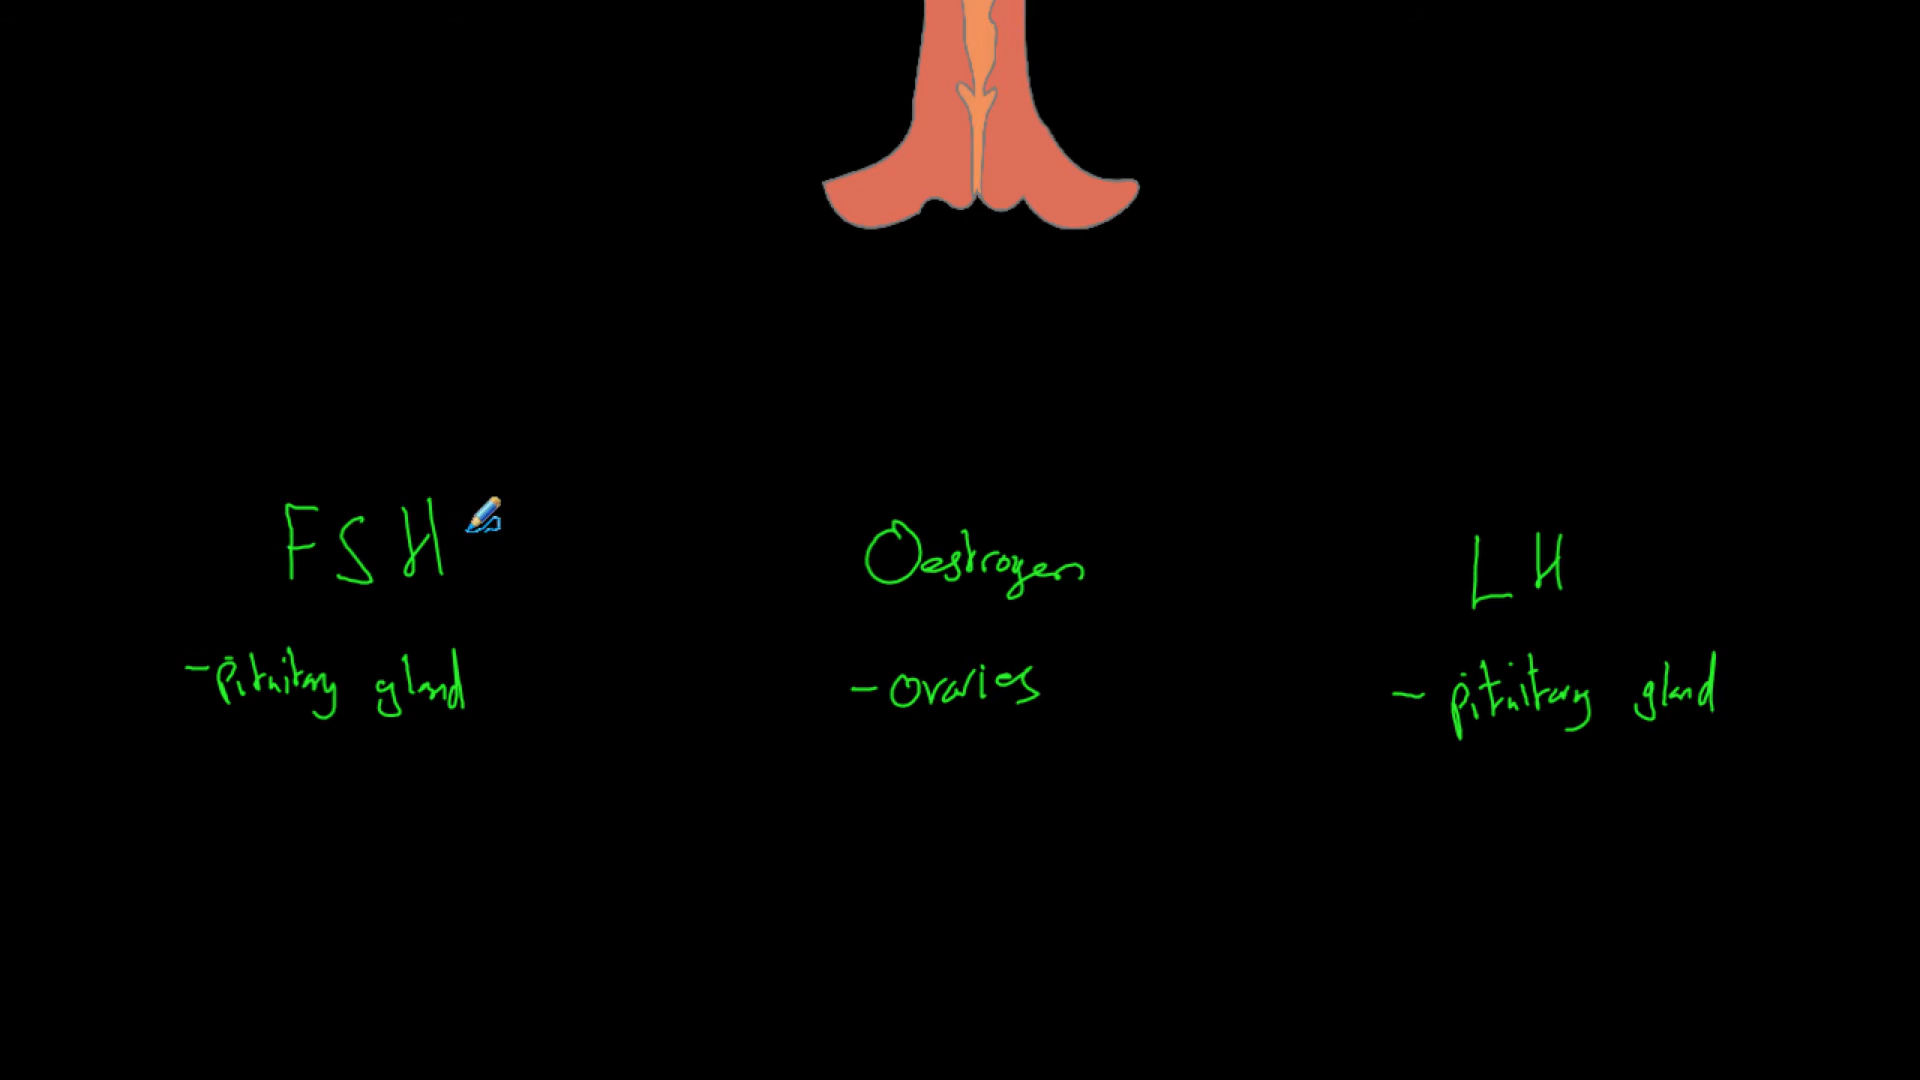 FSH
Oestrogen
LH
- pituitary gland
- ovaries
- pituitary gland